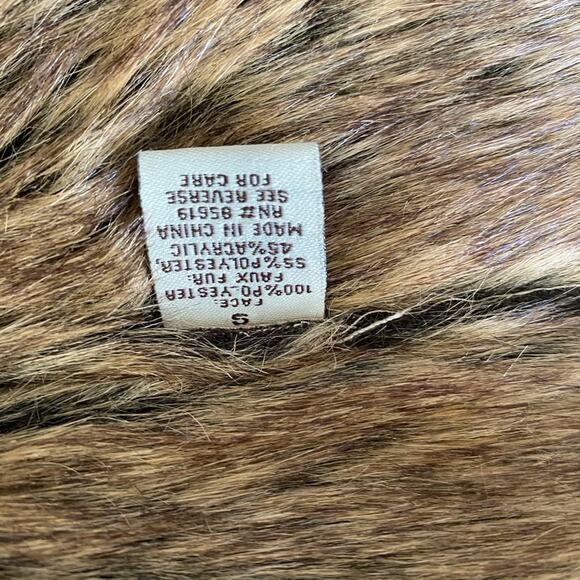 S
FACE:
100%POLYESTER
FAUX FUR:
55%POLYESTER,
45%ACRYLIC
MADE IN CHINA
RN# 85619
SEE REVERSE
FOR CARE